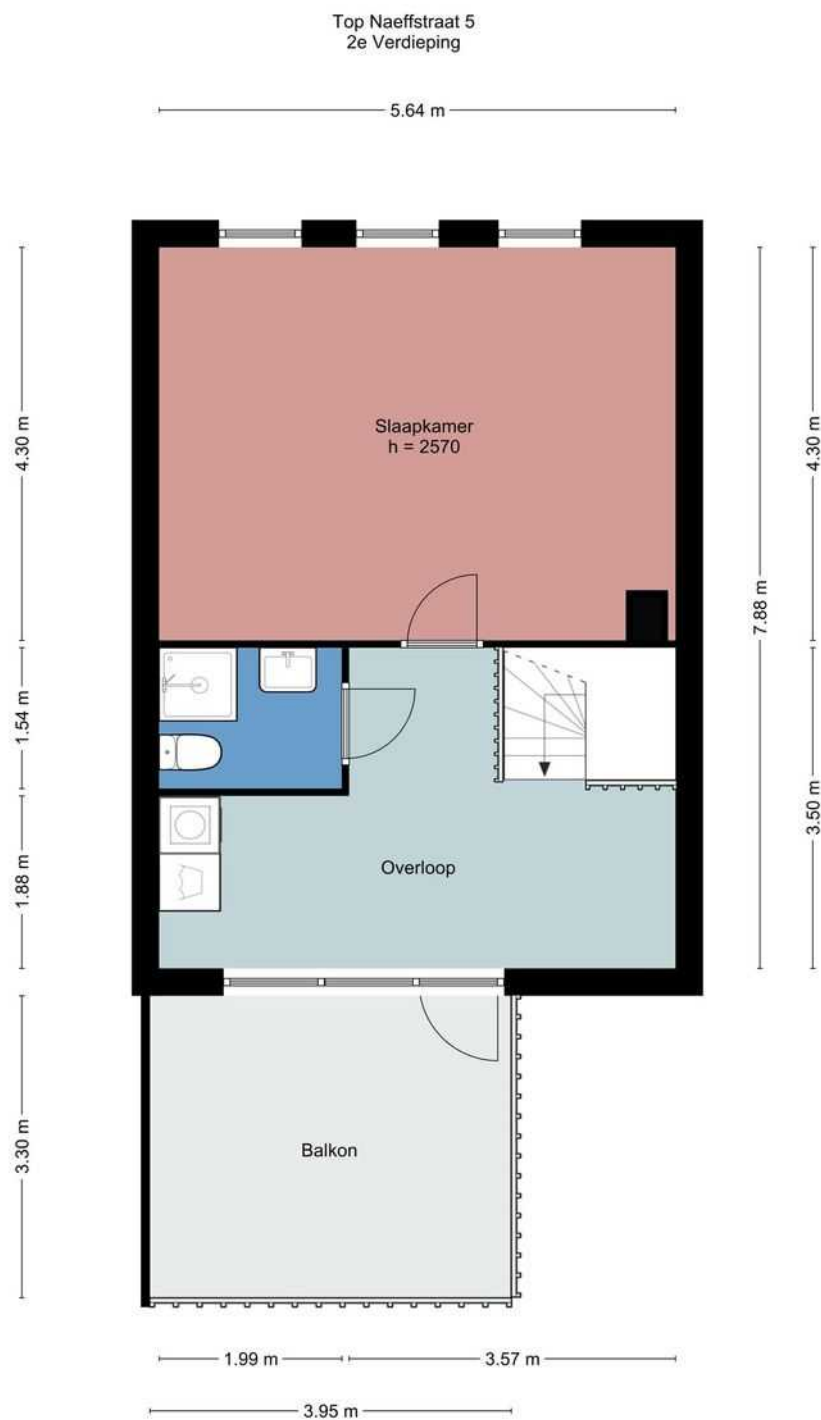 Top Naeffstraat 5
2e Verdieping
5.64 m
4.30 m
4.30 m
Slaapkamer
h = 2570
7.88 m
1.54 m
3.50 m
1.88 m
Overloop
3.30 m
Balkon
1.99 m
3.57 m
3.95 m